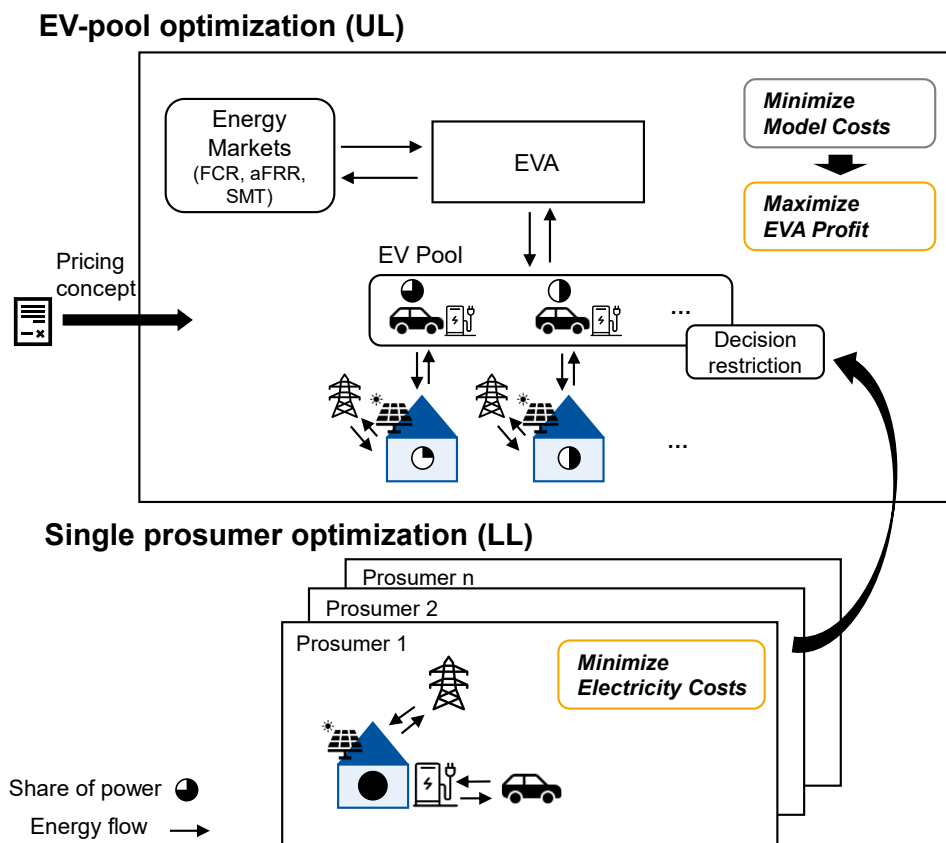 EV-pool optimization (UL)
Energy
Markets
(FCR, aFRR,
SMT)
EVA
Minimize
Model Costs
Maximize
EVA Profit
Pricing
concept
EV Pool
...
Decision
restriction
...
Single prosumer optimization (LL)
Prosumer n
Prosumer 2
Prosumer 1
Minimize
Electricity Costs
Share of power
Energy flow